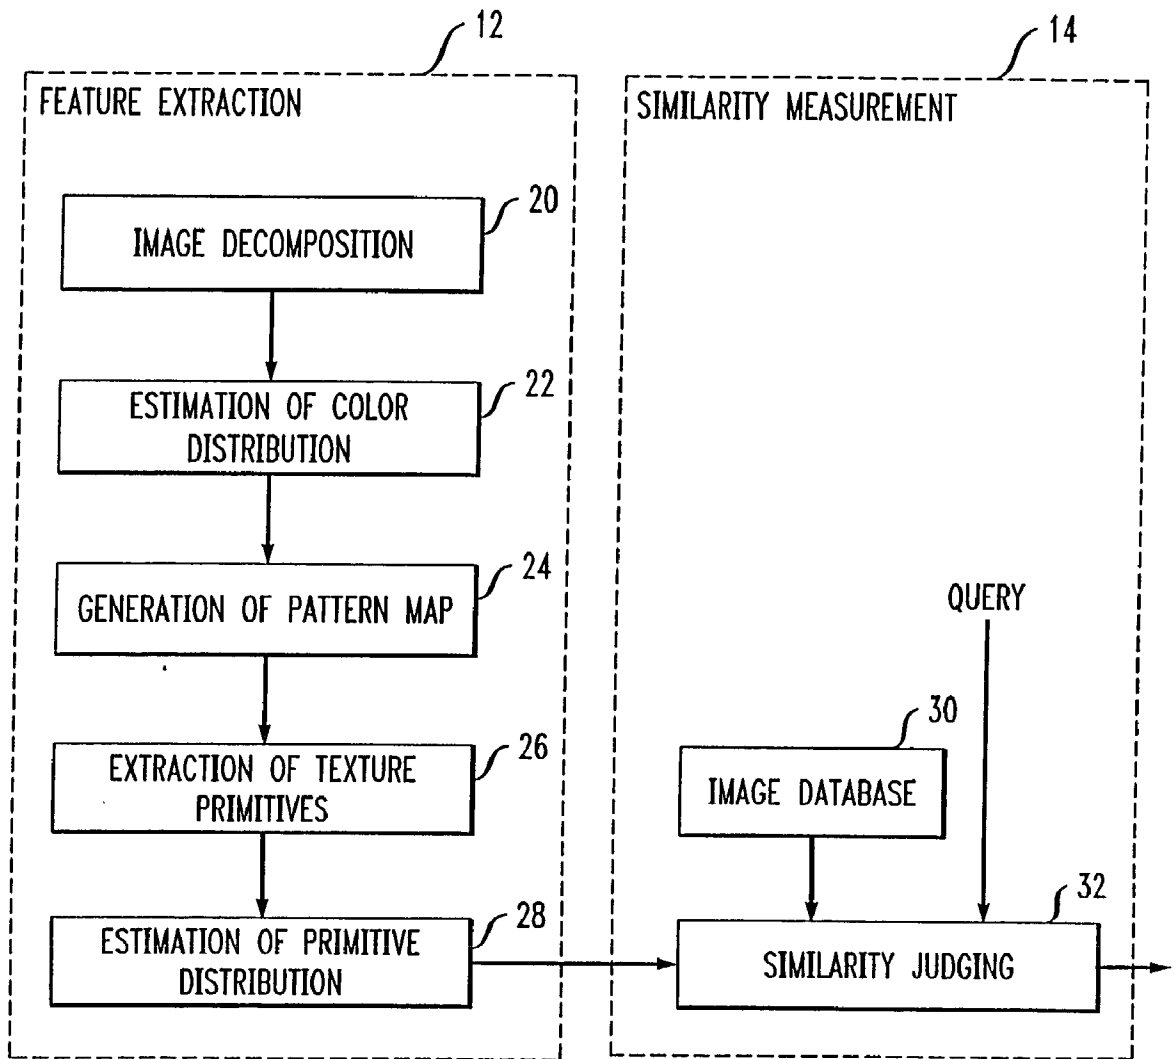 12
FEATURE EXTRACTION
20
IMAGE DECOMPOSITION
22
ESTIMATION OF COLOR
DISTRIBUTION
24
GENERATION OF PATTERN MAP
26
EXTRACTION OF TEXTURE
PRIMITIVES
28
ESTIMATION OF PRIMITIVE
DISTRIBUTION
14
SIMILARITY MEASUREMENT
QUERY
30
IMAGE DATABASE
32
SIMILARITY JUDGING